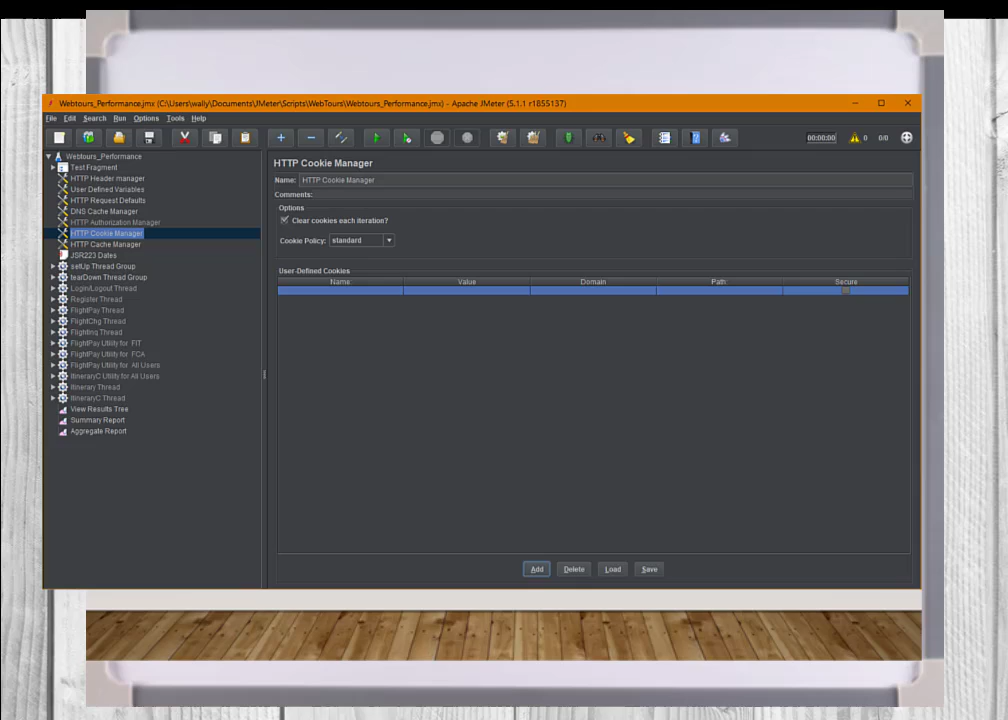 Webtours_Performance.jmx (C:\Users\wally\Documents\JMeter\Scripts\WebTours\Webtours_Performance.jmx) - Apache JMeter (5.1.1 r1855137)
File Edit Search Run Options Tools Help
00:00:00 0 0/0
Webtours_Performance
Test Fragment
HTTP Header manager
User Defined Variables
HTTP Request Defaults
DNS Cache Manager
HTTP Authorization Manager
HTTP Cookie Manager
HTTP Cache Manager
JSR223 Dates
setUp Thread Group
tearDown Thread Group
Login/Logout Thread
Register Thread
FlightPay Thread
FlightChg Thread
FlightInq Thread
FlightPay Utility for FIT
FlightPay Utility for FCA
FlightPay Utility for All Users
ItineraryC Utility for All Users
Itinerary Thread
ItineraryC Thread
View Results Tree
Summary Report
Aggregate Report
HTTP Cookie Manager
Name: HTTP Cookie Manager
Comments:
Options
Clear cookies each iteration?
Cookie Policy: standard
User-Defined Cookies
Name: Value Domain Path: Secure
Add Delete Load Save